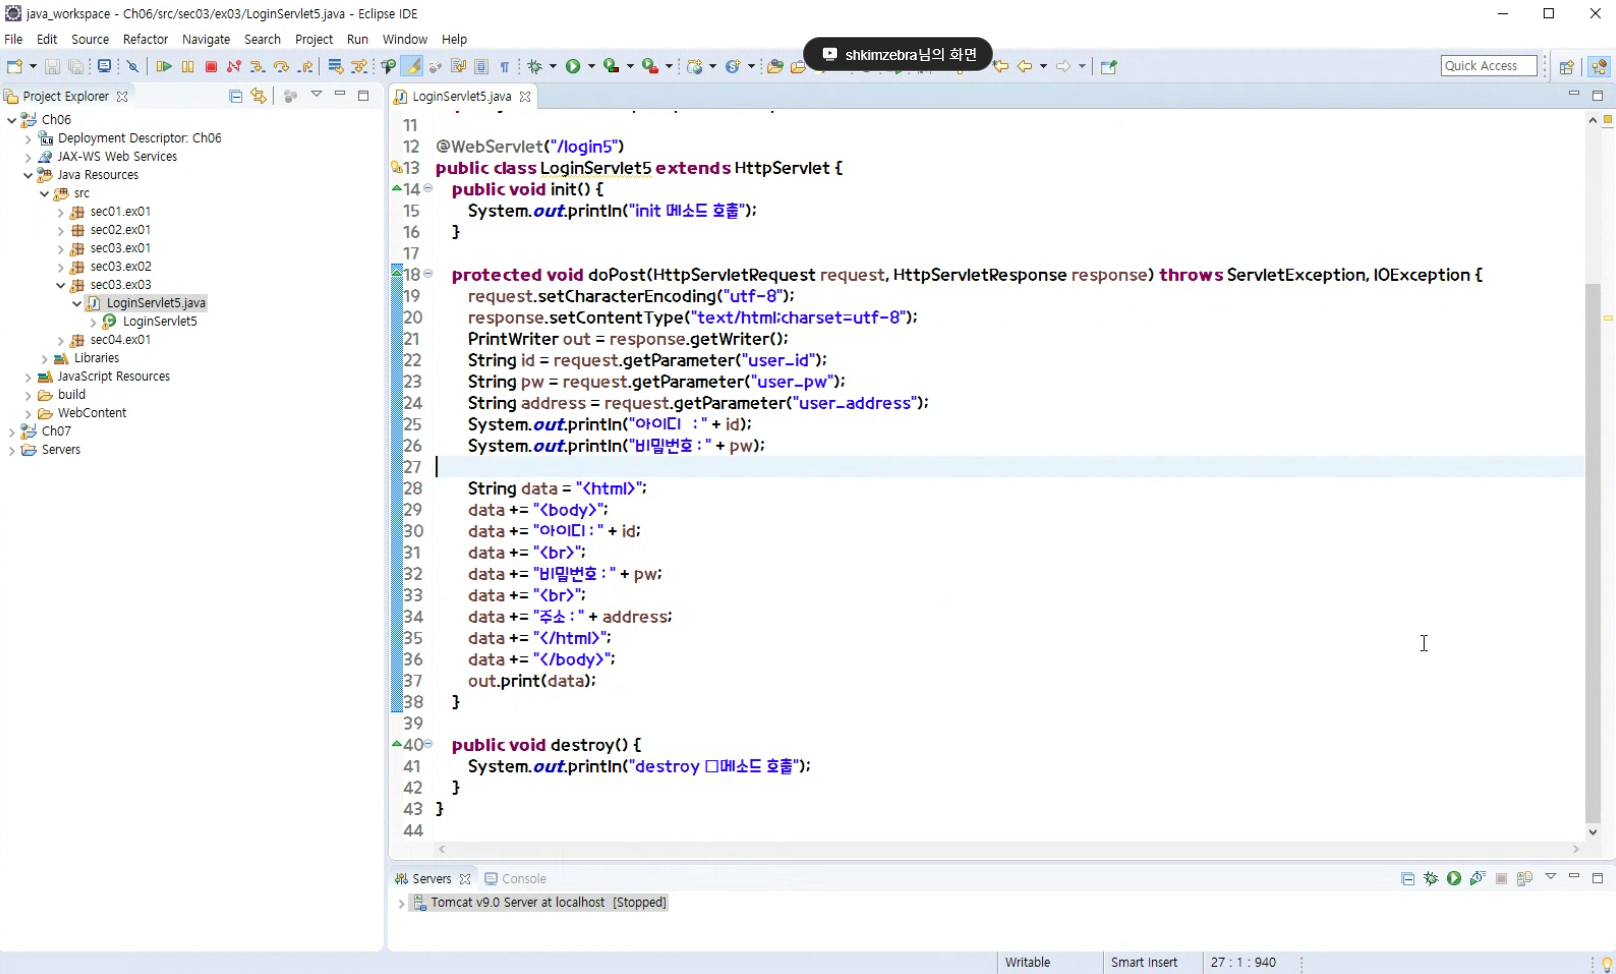 java_workspace - Ch06/src/sec03/ex03/LoginServlet5.java - Eclipse IDE
File Edit Source Refactor Navigate Search Project Run Window Help
shkimzebra님의 화면
Quick Access
Project Explorer
LoginServlet5.java
Ch06
Deployment Descriptor: Ch06
JAX-WS Web Services
Java Resources
src
sec01.ex01
sec02.ex01
sec03.ex01
sec03.ex02
sec03.ex03
LoginServlet5.java
LoginServlet5
sec04.ex01
Libraries
JavaScript Resources
build
WebContent
Ch07
Servers
11
12 @WebServlet("/login5")
13 public class LoginServlet5 extends HttpServlet {
14 public void init() {
15 System.out.println("init 메소드 호출");
16 }
17
18 protected void doPost(HttpServletRequest request, HttpServletResponse response) throws ServletException, IOException {
19 request.setCharacterEncoding("utf-8");
20 response.setContentType("text/html;charset=utf-8");
21 PrintWriter out = response.getWriter();
22 String id = request.getParameter("user_id");
23 String pw = request.getParameter("user_pw");
24 String address = request.getParameter("user_address");
25 System.out.println("아이디 : " + id);
26 System.out.println("비밀번호 : " + pw);
27
28 String data = "<html>";
29 data += "<body>";
30 data += "아이디 : " + id;
31 data += "<br>";
32 data += "비밀번호 : " + pw;
33 data += "<br>";
34 data += "주소 : " + address;
35 data += "</html>";
36 data += "</body>";
37 out.print(data);
38 }
39
40 public void destroy() {
41 System.out.println("destroy □메소드 호출");
42 }
43 }
44
Servers Console
Tomcat v9.0 Server at localhost [Stopped]
Writable Smart Insert 27 : 1 : 940